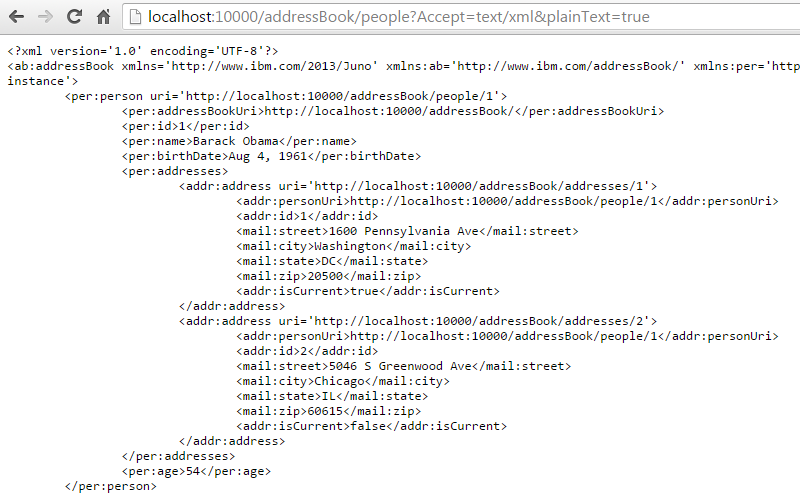 localhost:10000/addressBook/people?Accept=text/xml&plainText=true
<?xml version='1.0' encoding='UTF-8'?>
<ab:addressBook xmlns='http://www.ibm.com/2013/Juno' xmlns:ab='http://www.ibm.com/addressBook/' xmlns:per='http
instance'>
<per:person uri='http://localhost:10000/addressBook/people/1'>
<per:addressBookUri>http://localhost:10000/addressBook/</per:addressBookUri>
<per:id>1</per:id>
<per:name>Barack Obama</per:name>
<per:birthDate>Aug 4, 1961</per:birthDate>
<per:addresses>
<addr:address uri='http://localhost:10000/addressBook/addresses/1'>
<addr:personUri>http://localhost:10000/addressBook/people/1</addr:personUri>
<addr:id>1</addr:id>
<mail:street>1600 Pennsylvania Ave</mail:street>
<mail:city>Washington</mail:city>
<mail:state>DC</mail:state>
<mail:zip>20500</mail:zip>
<addr:isCurrent>true</addr:isCurrent>
</addr:address>
<addr:address uri='http://localhost:10000/addressBook/addresses/2'>
<addr:personUri>http://localhost:10000/addressBook/people/1</addr:personUri>
<addr:id>2</addr:id>
<mail:street>5046 S Greenwood Ave</mail:street>
<mail:city>Chicago</mail:city>
<mail:state>IL</mail:state>
<mail:zip>60615</mail:zip>
<addr:isCurrent>false</addr:isCurrent>
</addr:address>
</per:addresses>
<per:age>54</per:age>
</per:person>